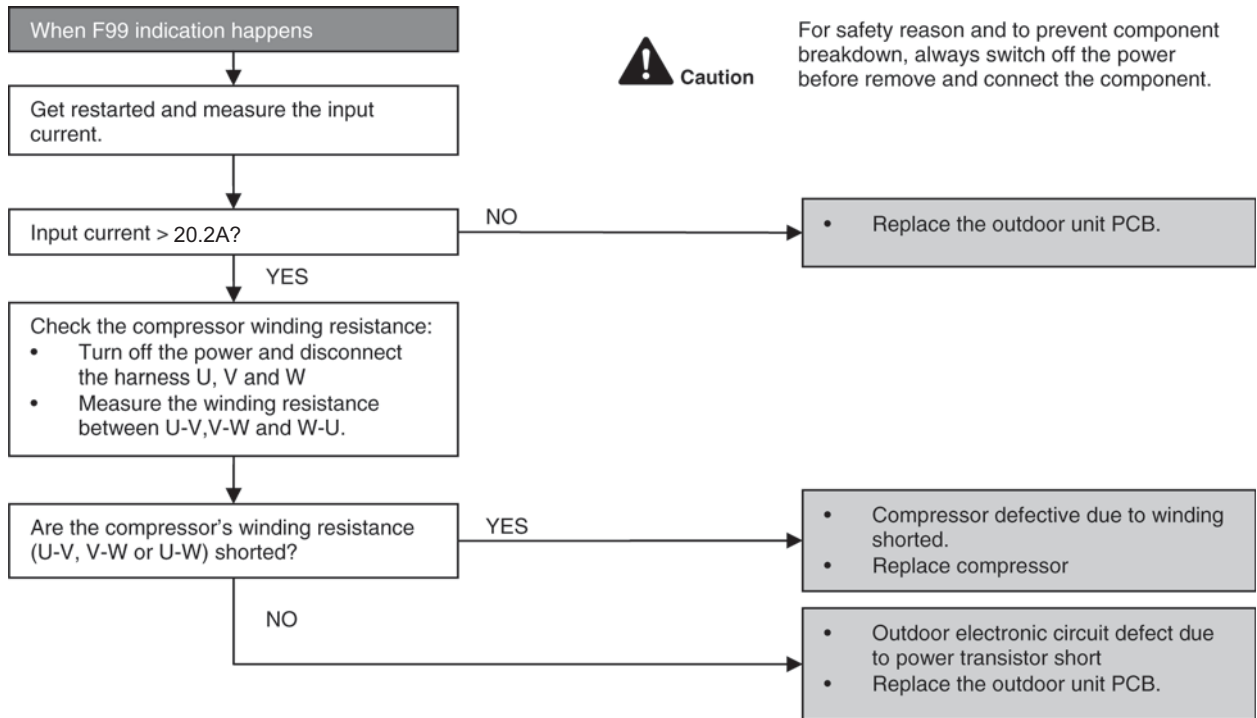 When F99 indication happens
Caution
For safety reason and to prevent component
breakdown, always switch off the power
before remove and connect the component.
Get restarted and measure the input
current.
Input current > 20.2A?
NO
• Replace the outdoor unit PCB.
YES
Check the compressor winding resistance:
• Turn off the power and disconnect
the harness U, V and W
• Measure the winding resistance
between U-V,V-W and W-U.
Are the compressor's winding resistance
(U-V, V-W or U-W) shorted?
YES
• Compressor defective due to winding
shorted.
• Replace compressor
NO
• Outdoor electronic circuit defect due
to power transistor short
• Replace the outdoor unit PCB.